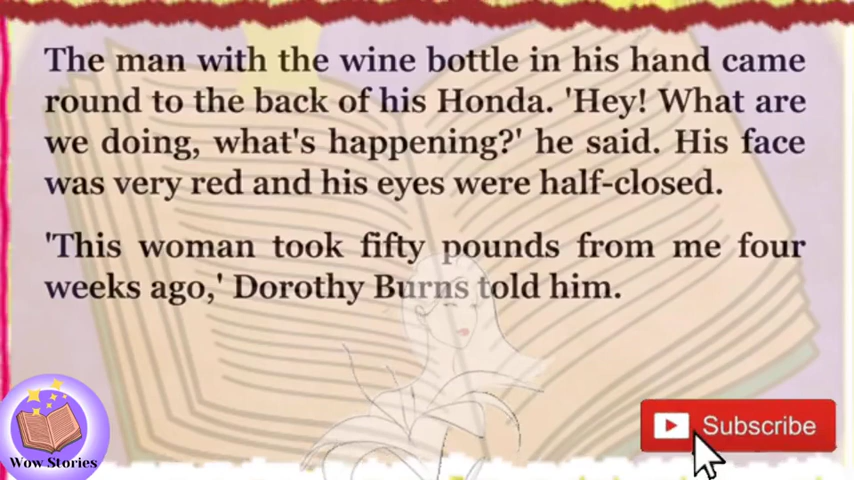 The man with the wine bottle in his hand came
round to the back of his Honda. 'Hey! What are
we doing, what's happening?' he said. His face
was very red and his eyes were half-closed.
'This woman took fifty pounds from me four
weeks ago,' Dorothy Burns told him.
Subscribe
Wow Stories